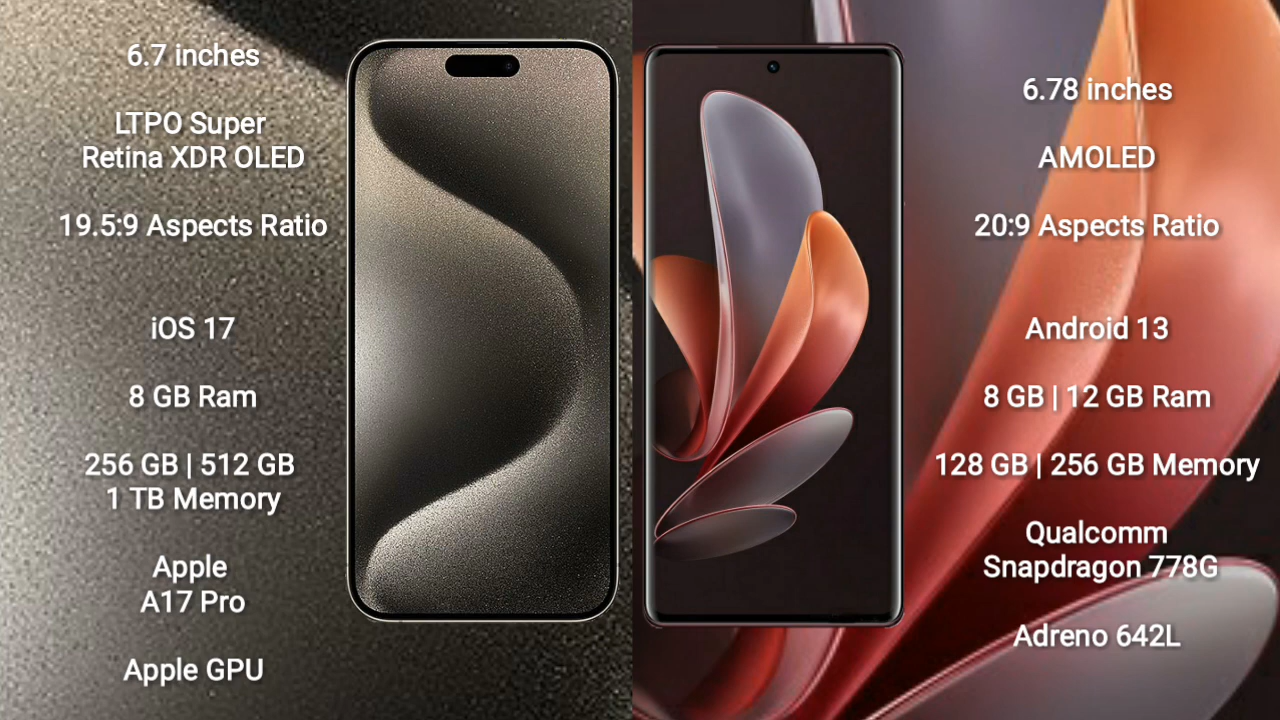 6.7 inches
LTPO Super
Retina XDR OLED
19.5:9 Aspects Ratio
iOS 17
8 GB Ram
256 GB | 512 GB
1 TB Memory
Apple
A17 Pro
Apple GPU
6.78 inches
AMOLED
20:9 Aspects Ratio
Android 13
8 GB | 12 GB Ram
128 GB | 256 GB Memory
Qualcomm
Snapdragon 778G
Adreno 642L